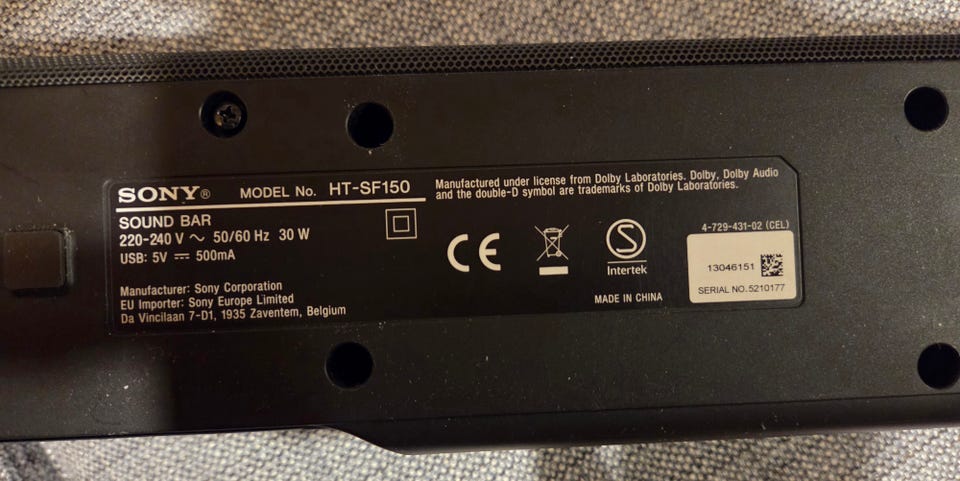 SONY® MODEL No. HT-SF150
SOUND BAR
220-240 V ~ 50/60 Hz 30 W
USB: 5V ⎓ 500mA
Manufacturer: Sony Corporation
EU Importer: Sony Europe Limited
Da Vincilaan 7-D1, 1935 Zaventem, Belgium
Manufactured under license from Dolby Laboratories. Dolby, Dolby Audio
and the double-D symbol are trademarks of Dolby Laboratories.
CE
S
Intertek
MADE IN CHINA
4-729-431-02 (CEL)
13046151
SERIAL NO. 5210177